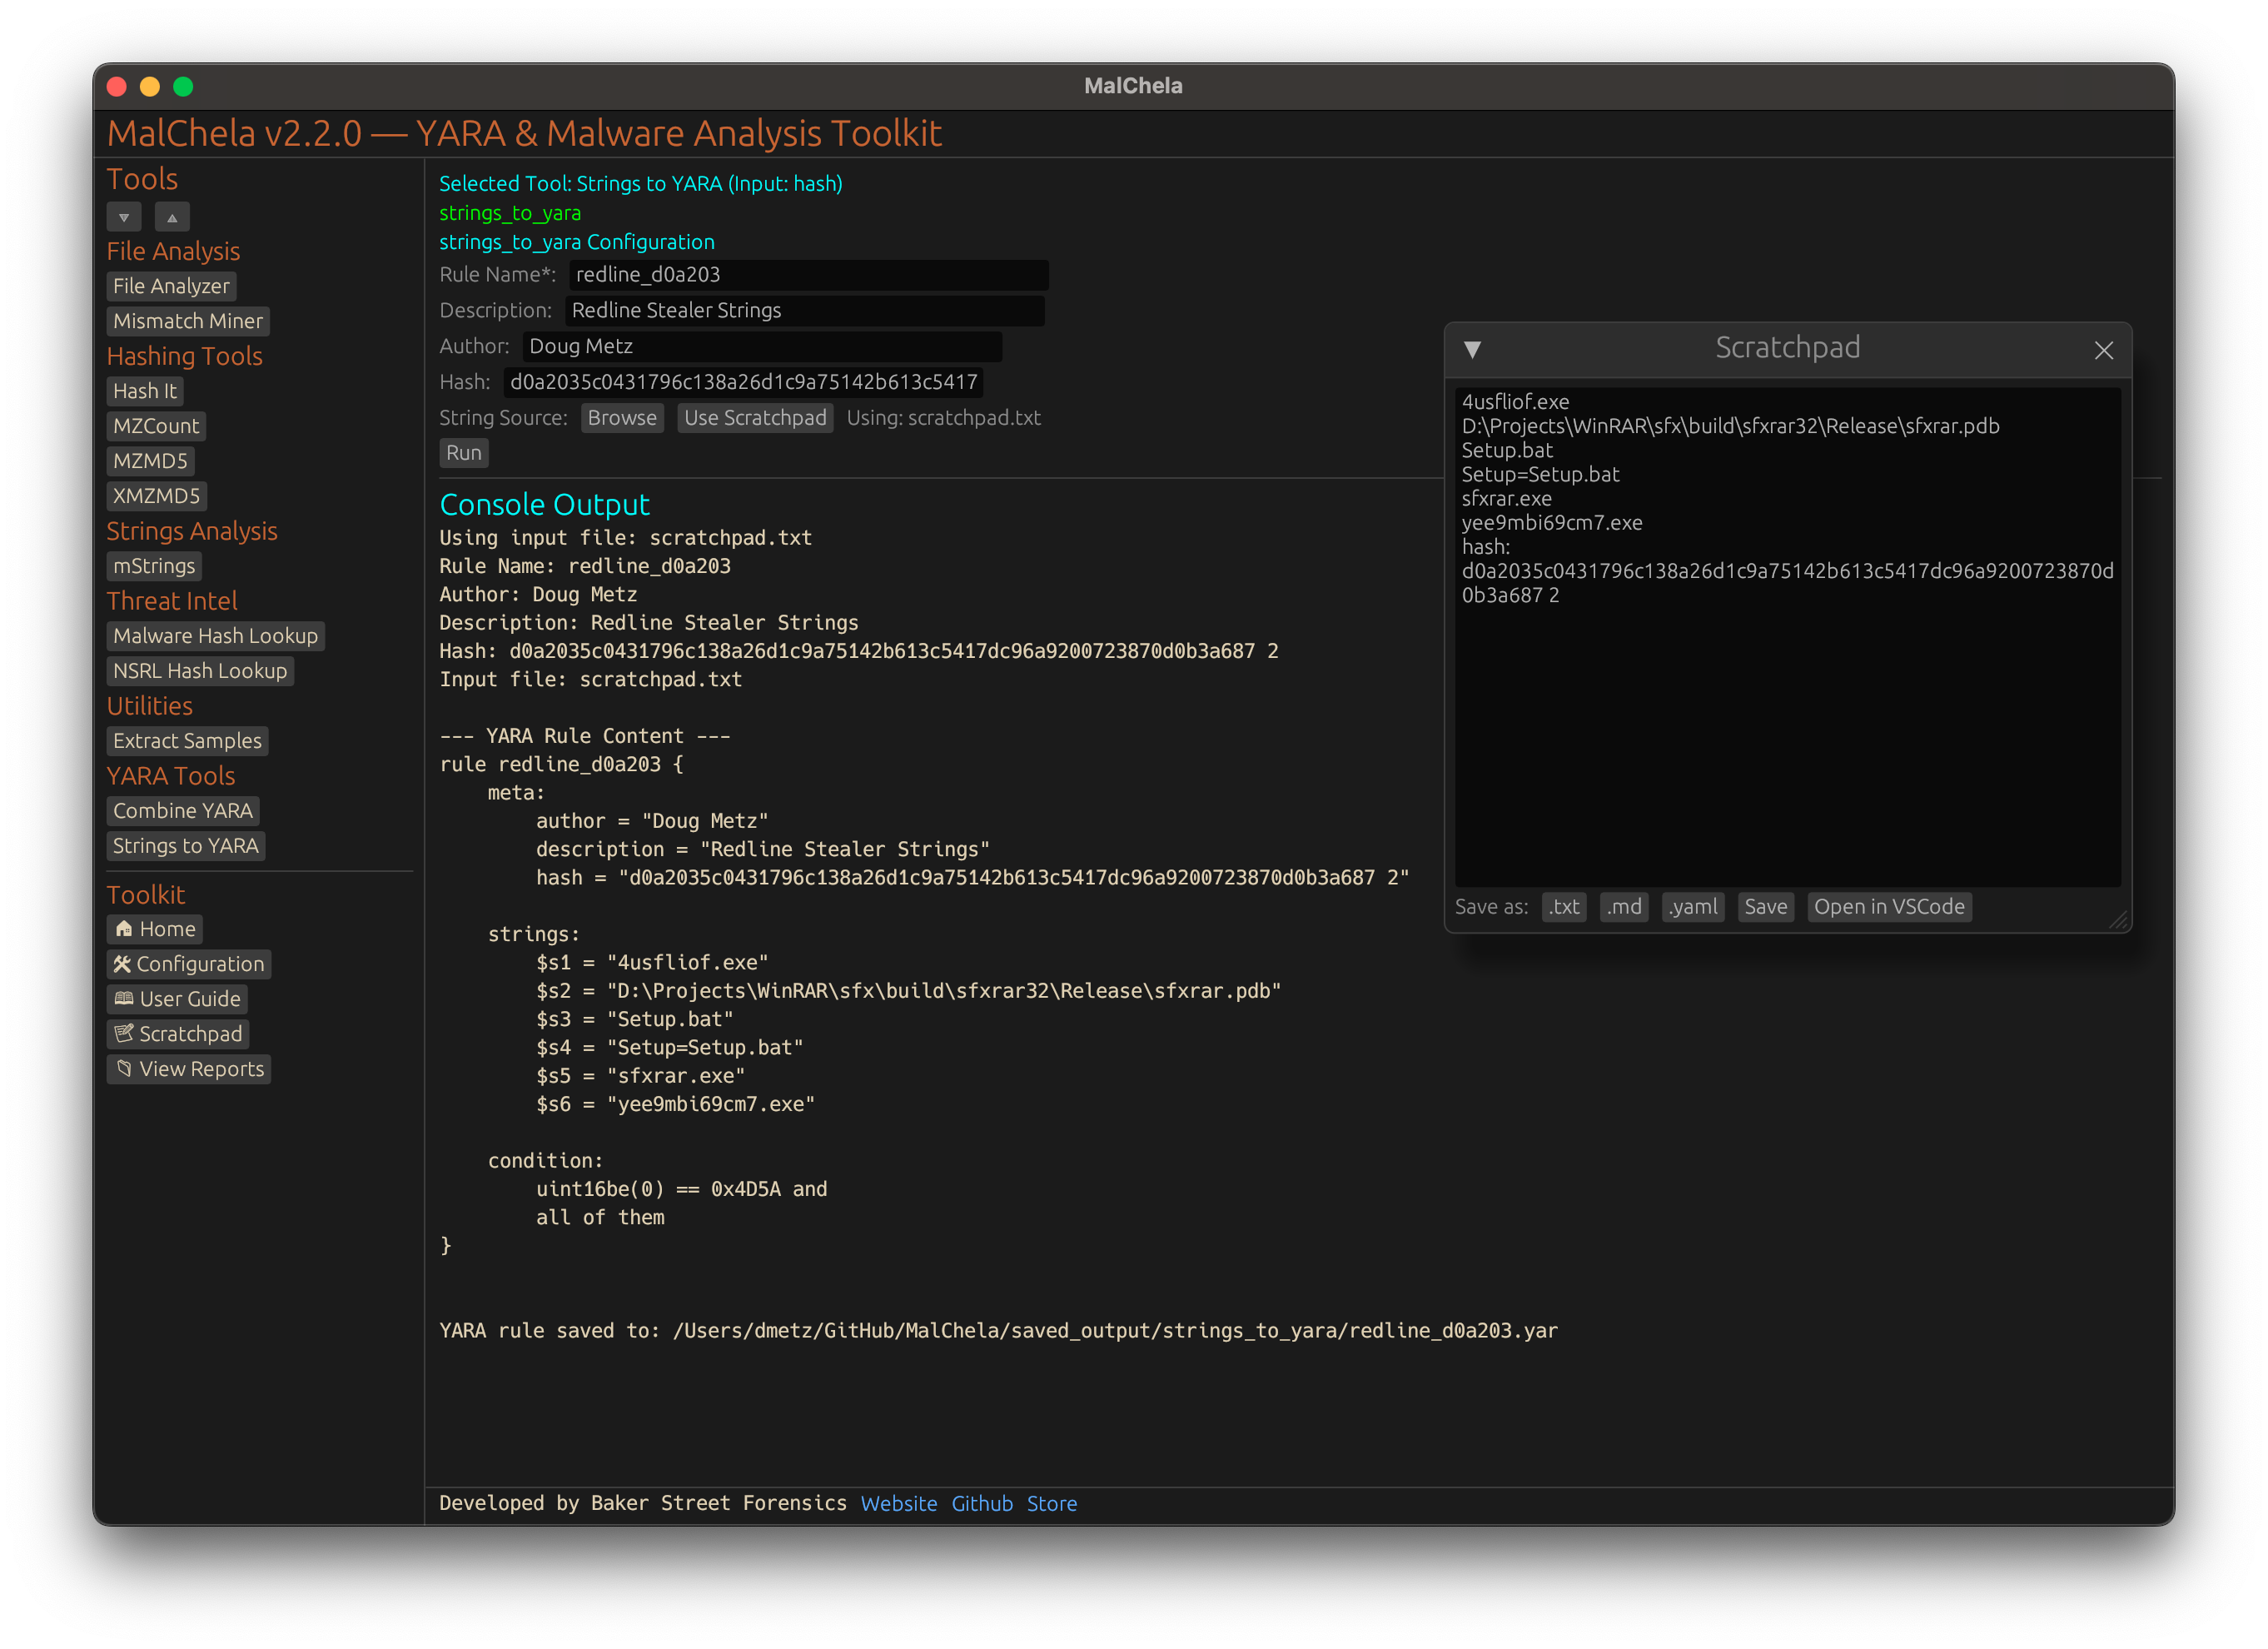 MalChela
MalChela v2.2.0 — YARA & Malware Analysis Toolkit
Tools
File Analysis
File Analyzer
Mismatch Miner
Hashing Tools
Hash It
MZCount
MZMD5
XMZMD5
Strings Analysis
mStrings
Threat Intel
Malware Hash Lookup
NSRL Hash Lookup
Utilities
Extract Samples
YARA Tools
Combine YARA
Strings to YARA
Toolkit
Home
Configuration
User Guide
Scratchpad
View Reports
Selected Tool: Strings to YARA (Input: hash)
strings_to_yara
strings_to_yara Configuration
Rule Name*: redline_d0a203
Description: Redline Stealer Strings
Author: Doug Metz
Hash: d0a2035c0431796c138a26d1c9a75142b613c5417
String Source: Browse Use Scratchpad Using: scratchpad.txt
Run
Console Output
Using input file: scratchpad.txt
Rule Name: redline_d0a203
Author: Doug Metz
Description: Redline Stealer Strings
Hash: d0a2035c0431796c138a26d1c9a75142b613c5417dc96a9200723870d0b3a687 2
Input file: scratchpad.txt
--- YARA Rule Content ---
rule redline_d0a203 {
meta:
author = "Doug Metz"
description = "Redline Stealer Strings"
hash = "d0a2035c0431796c138a26d1c9a75142b613c5417dc96a9200723870d0b3a687 2"
strings:
$s1 = "4usfliof.exe"
$s2 = "D:\Projects\WinRAR\sfx\build\sfxrar32\Release\sfxrar.pdb"
$s3 = "Setup.bat"
$s4 = "Setup=Setup.bat"
$s5 = "sfxrar.exe"
$s6 = "yee9mbi69cm7.exe"
condition:
uint16be(0) == 0x4D5A and
all of them
}
YARA rule saved to: /Users/dmetz/GitHub/MalChela/saved_output/strings_to_yara/redline_d0a203.yar
Scratchpad
4usfliof.exe
D:\Projects\WinRAR\sfx\build\sfxrar32\Release\sfxrar.pdb
Setup.bat
Setup=Setup.bat
sfxrar.exe
yee9mbi69cm7.exe
hash:
d0a2035c0431796c138a26d1c9a75142b613c5417dc96a9200723870d
0b3a687 2
Save as: .txt .md .yaml Save Open in VSCode
Developed by Baker Street Forensics Website Github Store